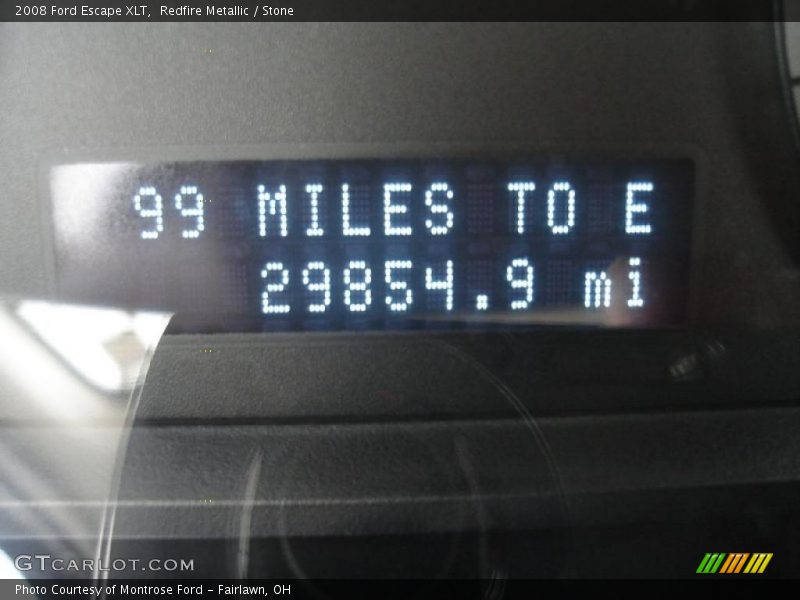 2008 Ford Escape XLT,  Redfire Metallic / Stone
99 MILES TO E
29854.9 mi
GTCARLOT.COM
Photo Courtesy of Montrose Ford - Fairlawn, OH